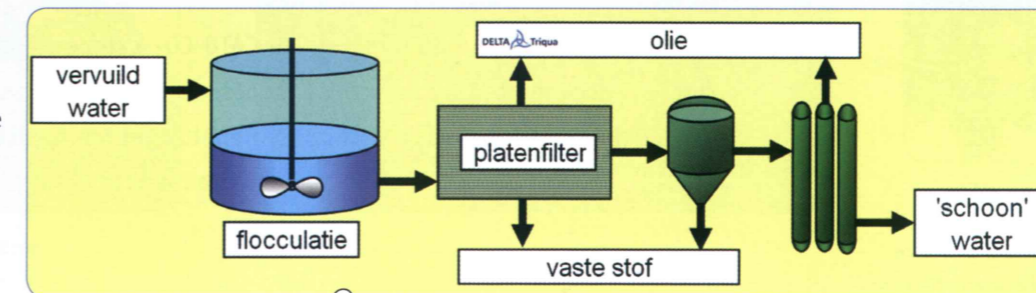 vervuild
water
flocculatie
platenfilter
DELTA Triqua
olie
vaste stof
'schoon'
water